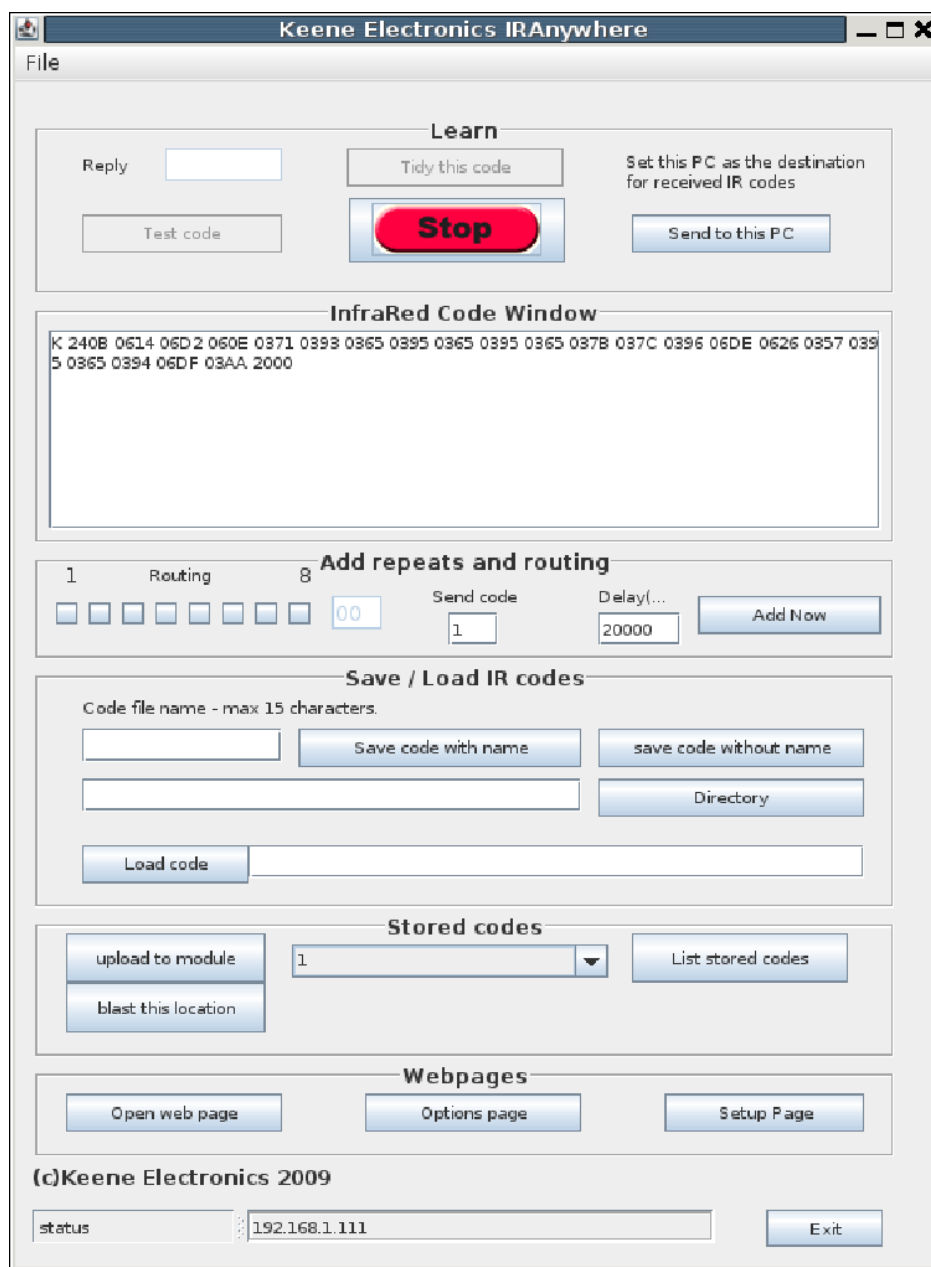 Keene Electronics IRAnywhere
File
Learn
Reply
Tidy this code
Set this PC as the destination
for received IR codes
Test code
Stop
Send to this PC
InfraRed Code Window
K 240B 0614 06D2 060E 0371 0393 0365 0395 0365 0395 0365 037B 037C 0396 06DE 0626 0357 039
5 0365 0394 06DF 03AA 2000
Add repeats and routing
1 Routing 8
Send code
Delay(...
00
1
20000
Add Now
Save / Load IR codes
Code file name - max 15 characters.
Save code with name
save code without name
Directory
Load code
Stored codes
upload to module
1
List stored codes
blast this location
Webpages
Open web page
Options page
Setup Page
(c)Keene Electronics 2009
status
192.168.1.111
Exit